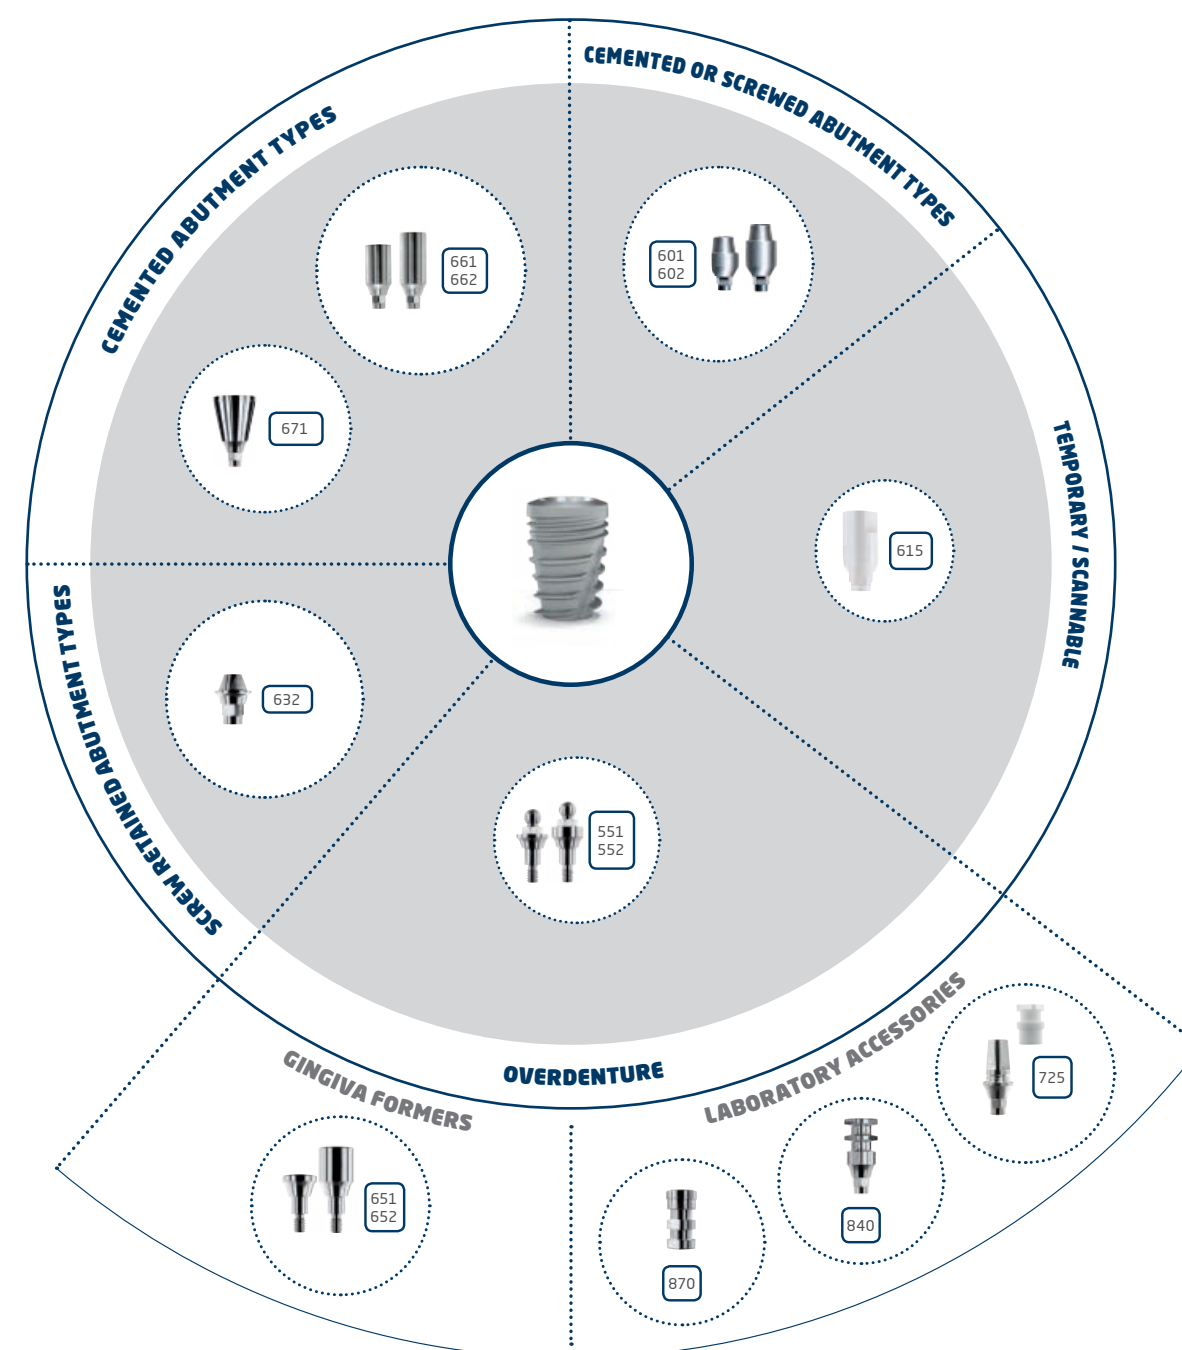 CEMENTED OR SCREWED ABUTMENT TYPES
CEMENTED ABUTMENT TYPES
661
662
601
602
671
TEMPORARY / SCANNABLE
615
SCREW RETAINED ABUTMENT TYPES
632
551
552
OVERDENTURE
GINGIVA FORMERS
LABORATORY ACCESSORIES
725
651
652
840
870